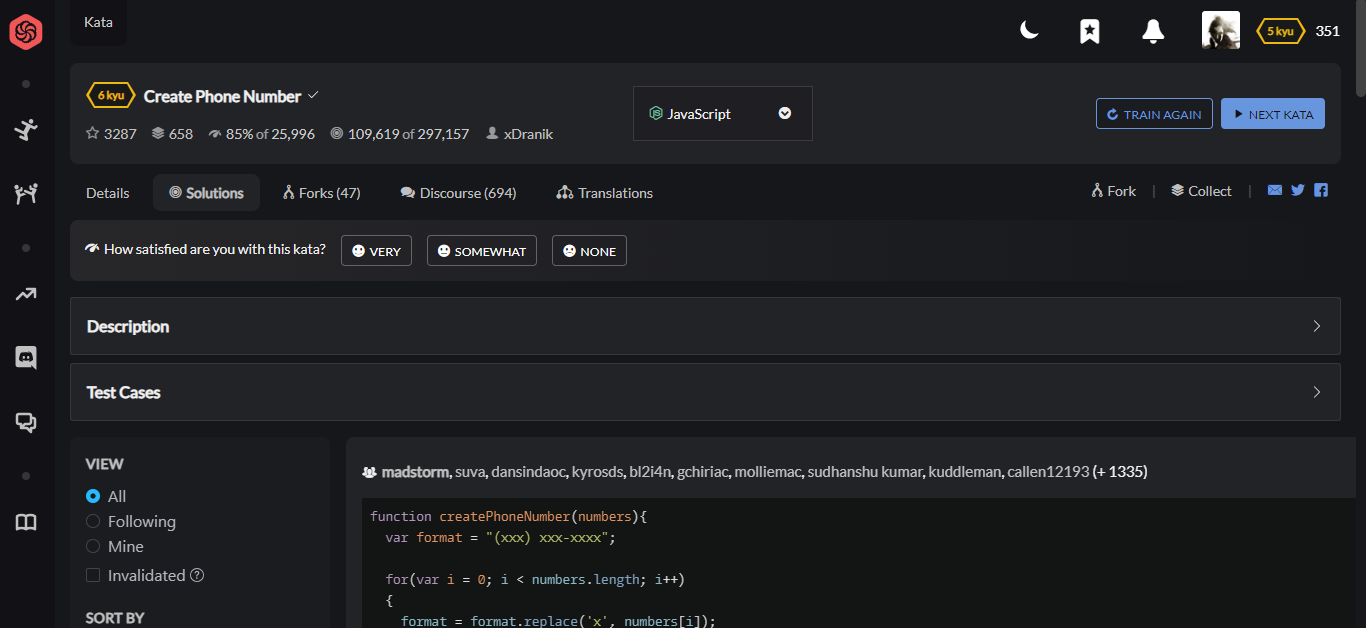 Kata
5 kyu 351
6 kyu Create Phone Number
3287 658 85% of 25,996 109,619 of 297,157 xDranik
JavaScript
TRAIN AGAIN NEXT KATA
Details Solutions Forks (47) Discourse (694) Translations
Fork | Collect |
How satisfied are you with this kata? VERY SOMEWHAT NONE
Description
Test Cases
VIEW
All
Following
Mine
Invalidated
SORT BY
madstorm, suva, dansindaoc, kyrosds, bl2i4n, gchiriac, molliemac, sudhanshu kumar, kuddleman, callen12193 (+ 1335)
function createPhoneNumber(numbers){
var format = "(xxx) xxx-xxxx";
for(var i = 0; i < numbers.length; i++)
{
format = format.replace('x', numbers[i]);